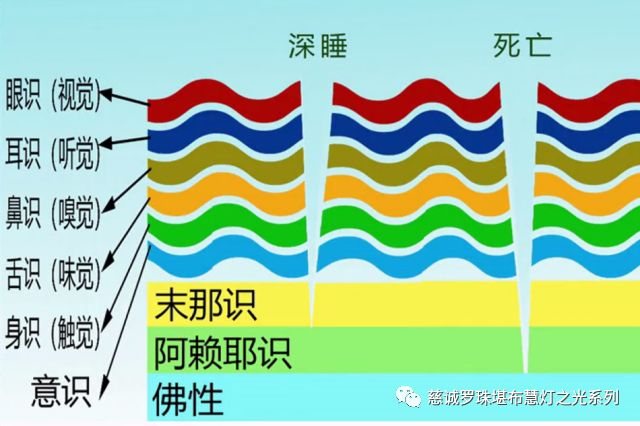 深睡
死亡
眼识（视觉）
耳识（听觉）
鼻识（嗅觉）
舌识（味觉）
身识（触觉）
意识
末那识
阿赖耶识
佛性
慈诚罗珠堪布慧灯之光系列